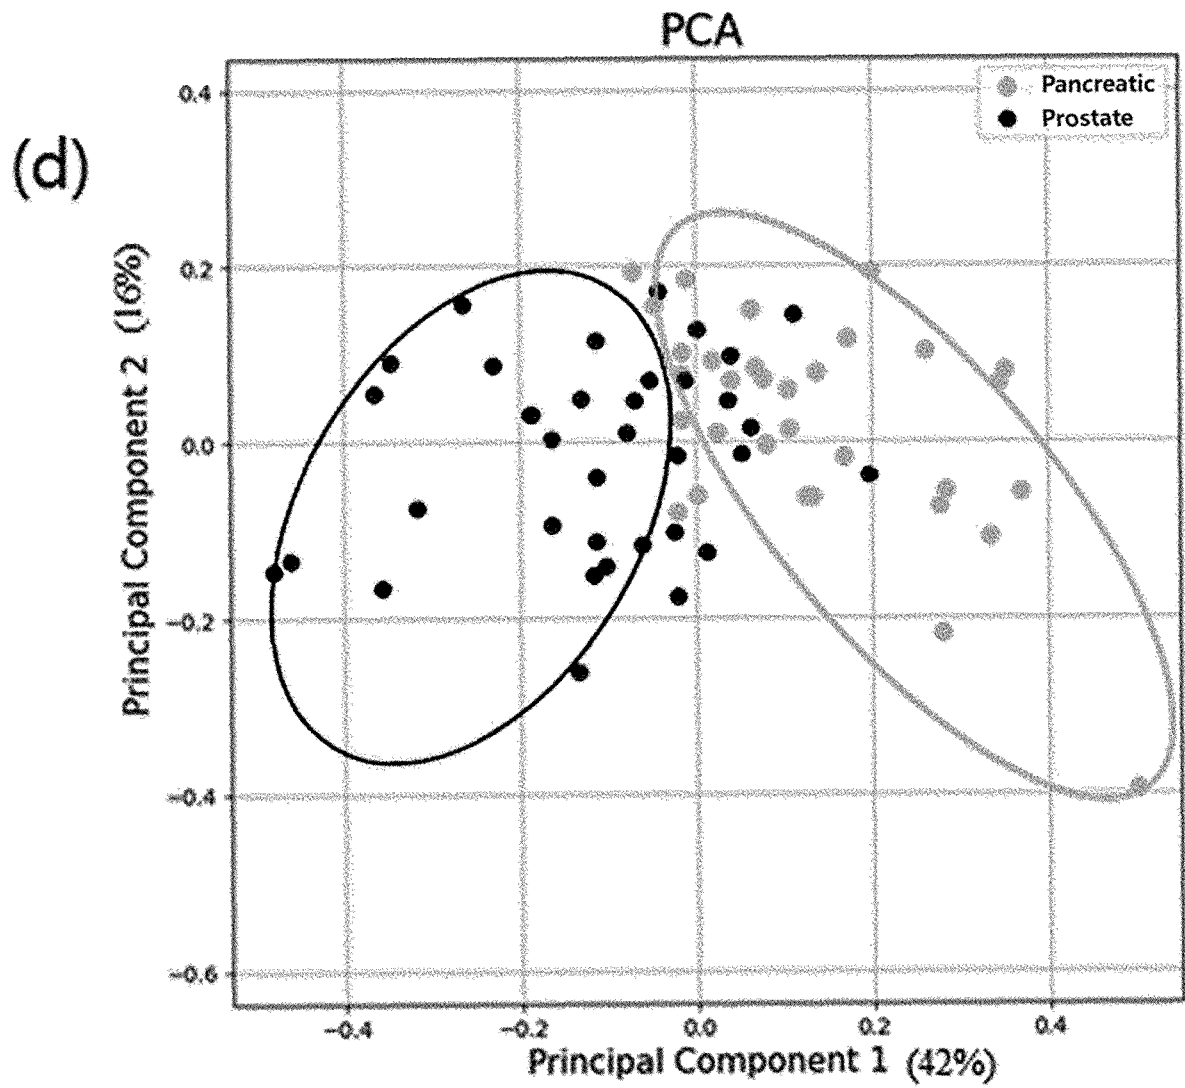 PCA
(d)
Pancreatic
Prostate
0.4
0.2
0.0
−0.2
−0.4
−0.6
Principal Component 2 (16%)
−0.4
−0.2
0.0
0.2
0.4
Principal Component 1 (42%)